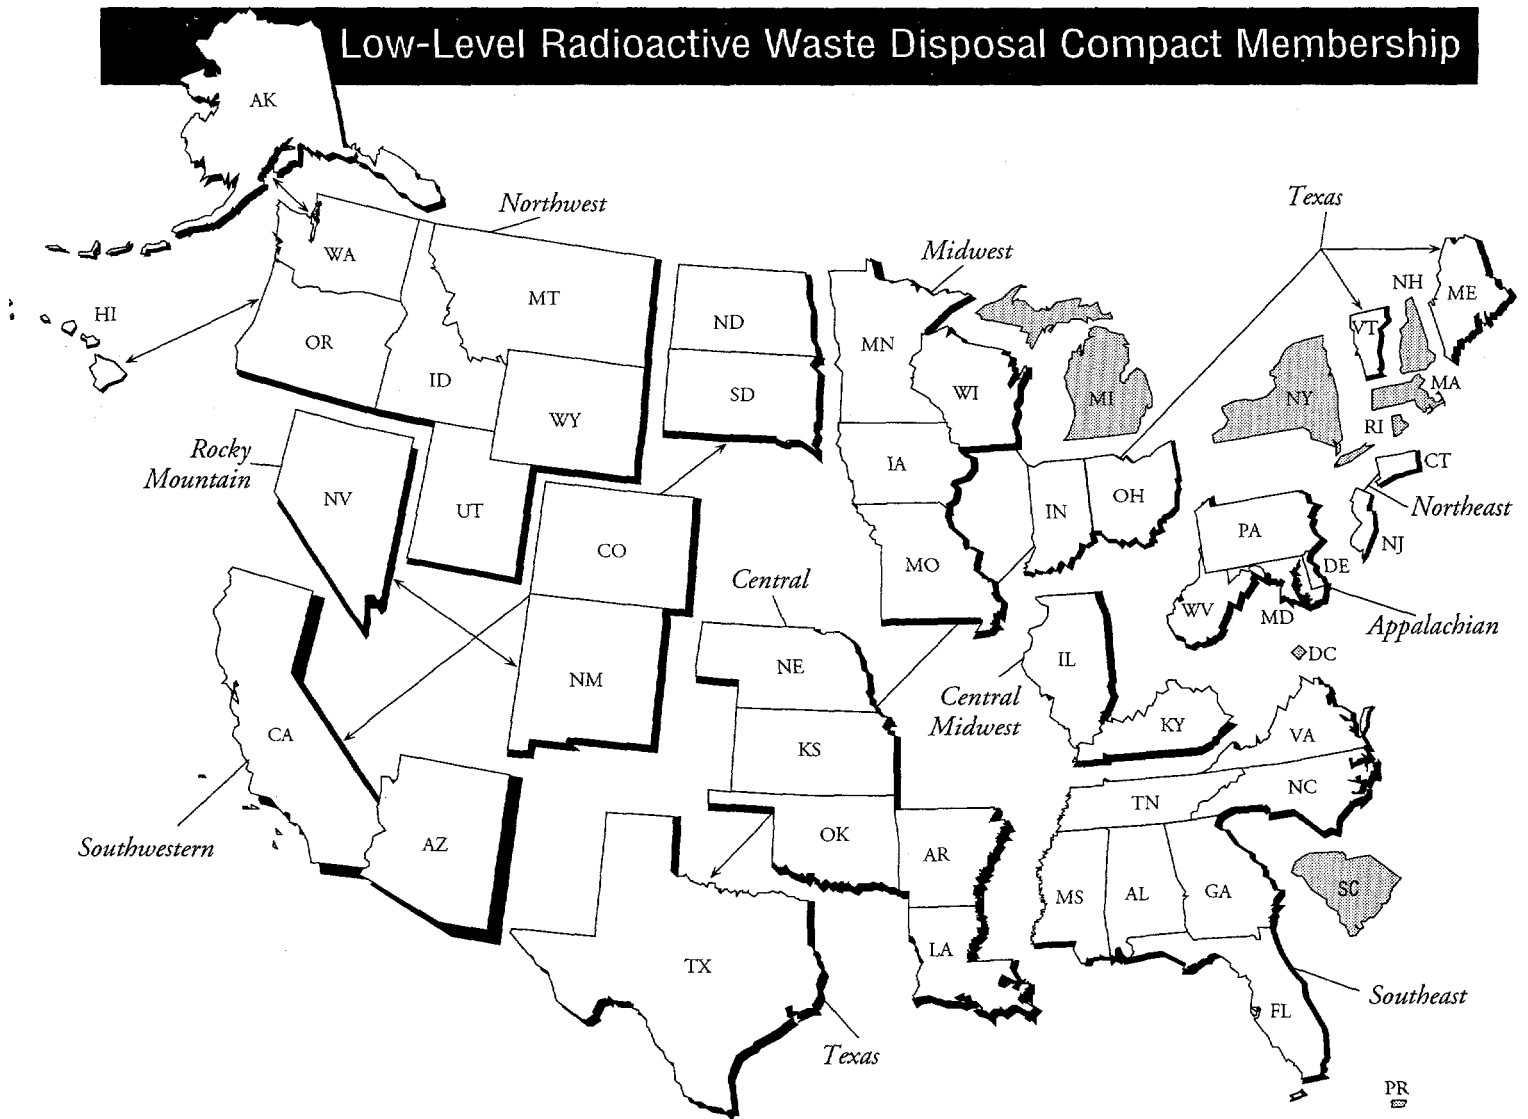 Low-Level Radioactive Waste Disposal Compact Membership
AK
Northwest
Texas
WA
Midwest
HI
MT
NH
ME
OR
ND
MN
VT
ID
SD
WI
MI
NY
MA
WY
RI
Rocky
Mountain
NV
UT
IA
IN
OH
CT
Northeast
CO
MO
PA
NJ
DE
Central
WV
MD
Appalachian
NM
NE
IL
DC
Central
Midwest
CA
KS
KY
VA
TN
NC
Southwestern
AZ
OK
AR
MS
AL
GA
SC
TX
LA
Southeast
FL
Texas
PR